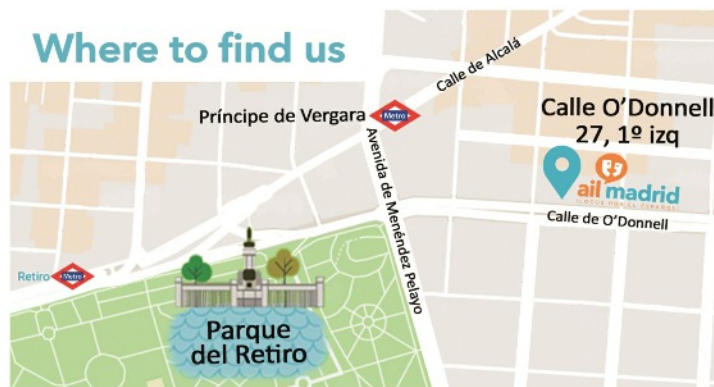 Where to find us
Calle de Alcalá
Príncipe de Vergara
Metro
Calle O'Donnell
27, 1º izq
ail madrid
Calle de O'Donnell
Avenida de Menéndez Pelayo
Retiro
Metro
Parque
del Retiro